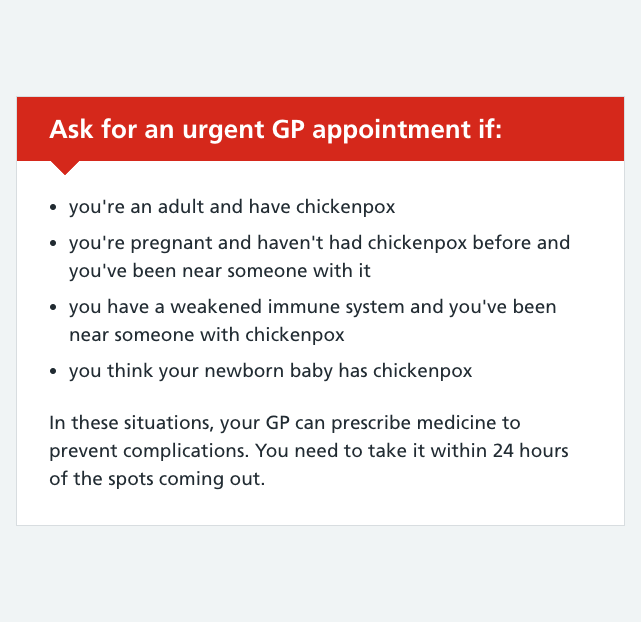 Ask for an urgent GP appointment if:
• you're an adult and have chickenpox
• you're pregnant and haven't had chickenpox before and
you've been near someone with it
• you have a weakened immune system and you've been
near someone with chickenpox
• you think your newborn baby has chickenpox
In these situations, your GP can prescribe medicine to
prevent complications. You need to take it within 24 hours
of the spots coming out.